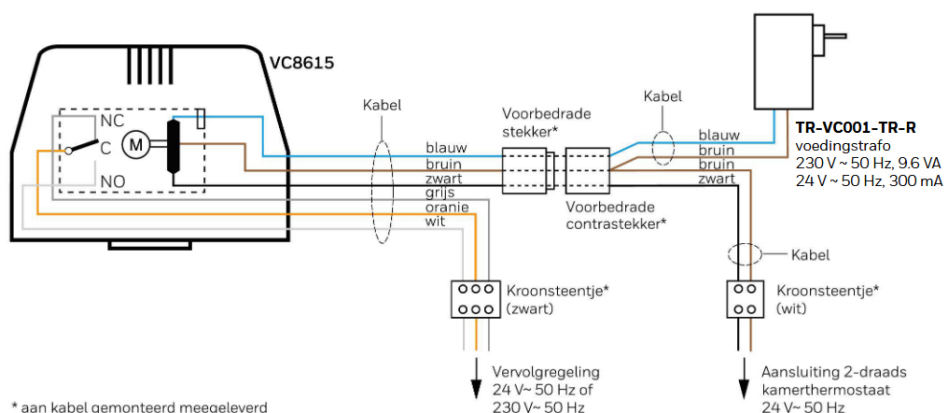 VC8615
NC
C
M
NO
Kabel
blauw
bruin
zwart
grijs
oranie
wit
Voorbedrade
stekker*
Kabel
blauw
bruin
bruin
zwart
Voorbedrade
contrastekker*
TR-VC001-TR-R
voedingstrafo
230 V ~ 50 Hz, 9.6 VA
24 V ~ 50 Hz, 300 mA
Kabel
Kroonsteentje*
(zwart)
Kroonsteentje*
(wit)
Vervolgregeling
24 V~ 50 Hz of
230 V~ 50 Hz
Aansluiting 2-draads
kamerthermostaat
24 V~ 50 Hz
* aan kabel gemonteerd meegeleverd